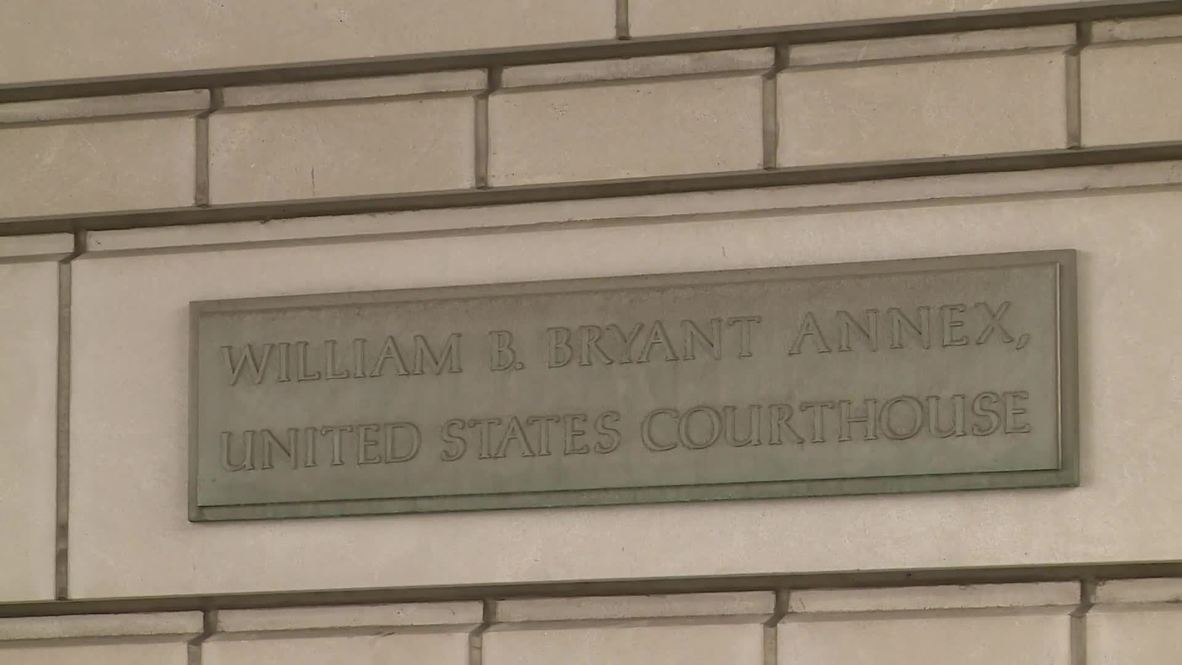 WILLIAM B. BRYANT ANNEX,
UNITED STATES COURTHOUSE